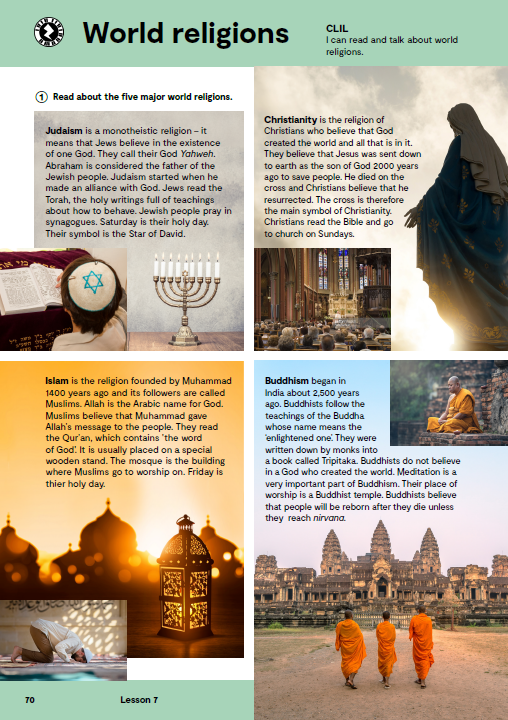 World religions
CLIL
I can read and talk about world
religions.
1 Read about the five major world religions.
Judaism is a monotheistic religion – it
means that Jews believe in the existence
of one God. They call their God Yahweh.
Abraham is considered the father of the
Jewish people. Judaism started when he
made an alliance with God. Jews read the
Torah, the holy writings full of teachings
about how to behave. Jewish people pray in
synagogues. Saturday is their holy day.
Their symbol is the Star of David.
Christianity is the religion of
Christians who believe that God
created the world and all that is in it.
They believe that Jesus was sent down
to earth as the son of God 2000 years
ago to save people. He died on the
cross and Christians believe that he
resurrected. The cross is therefore
the main symbol of Christianity.
Christians read the Bible and go
to church on Sundays.
Islam is the religion founded by Muhammad
1400 years ago and its followers are called
Muslims. Allah is the Arabic name for God.
Muslims believe that Muhammad gave
Allah's message to the people. They read
the Qur'an, which contains 'the word
of God'. It is usually placed on a special
wooden stand. The mosque is the building
where Muslims go to worship on. Friday is
thier holy day.
Buddhism began in
India about 2,500 years
ago. Buddhists follow the
teachings of the Buddha
whose name means the
'enlightened one'. They were
written down by monks into
a book called Tripitaka. Buddhists do not believe
in a God who created the world. Meditation is a
very important part of Buddhism. Their place of
worship is a Buddhist temple. Buddhists believe
that people will be reborn after they die unless
they reach nirvana.
70
Lesson 7